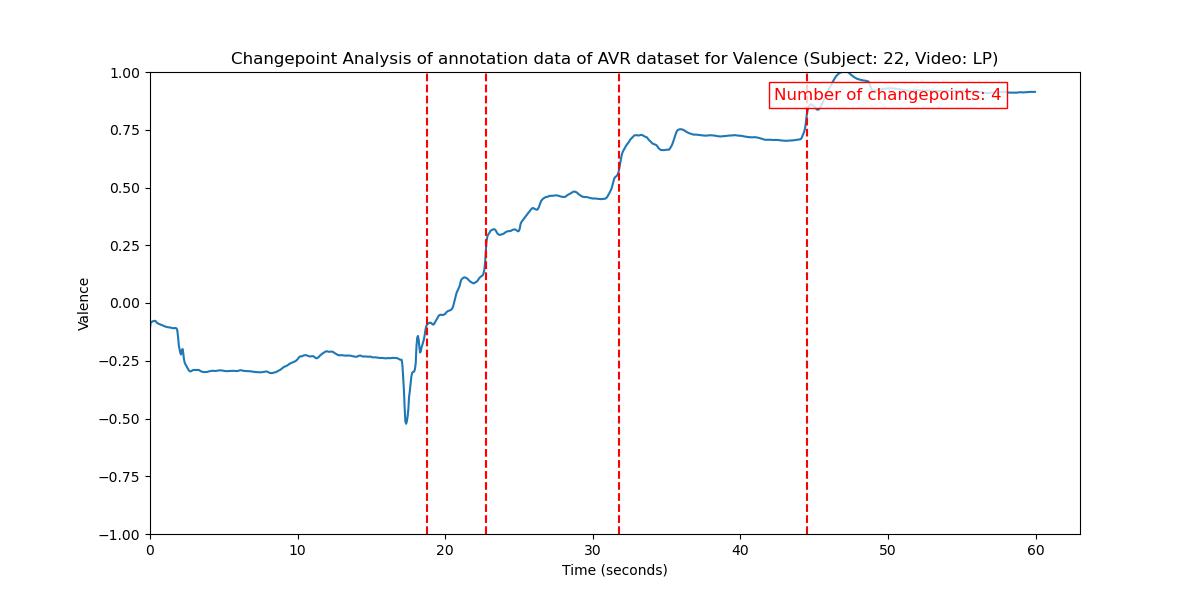 Changepoint Analysis of annotation data of AVR dataset for Valence (Subject: 22, Video: LP)
Number of changepoints: 4
1.00
0.75
0.50
0.25
0.00
−0.25
−0.50
−0.75
−1.00
Valence
0 10 20 30 40 50 60
Time (seconds)